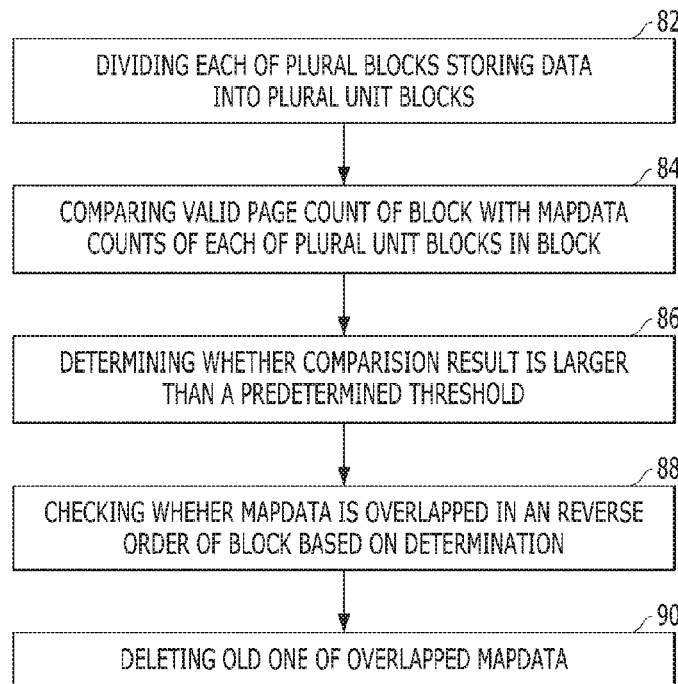 82
DIVIDING EACH OF PLURAL BLOCKS STORING DATA
INTO PLURAL UNIT BLOCKS
84
COMPARING VALID PAGE COUNT OF BLOCK WITH MAPDATA
COUNTS OF EACH OF PLURAL UNIT BLOCKS IN BLOCK
86
DETERMINING WHETHER COMPARISION RESULT IS LARGER
THAN A PREDETERMINED THRESHOLD
88
CHECKING WHEHER MAPDATA IS OVERLAPPED IN AN REVERSE
ORDER OF BLOCK BASED ON DETERMINATION
90
DELETING OLD ONE OF OVERLAPPED MAPDATA